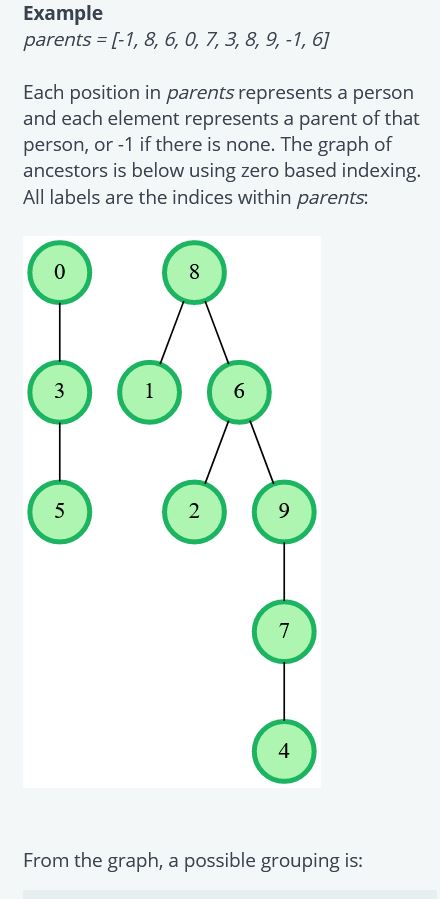 Example
parents = [-1, 8, 6, 0, 7, 3, 8, 9, -1, 6]
Each position in parents represents a person
and each element represents a parent of that
person, or -1 if there is none. The graph of
ancestors is below using zero based indexing.
All labels are the indices within parents:
0 8
3 1 6
5 2 9
7
4
From the graph, a possible grouping is: